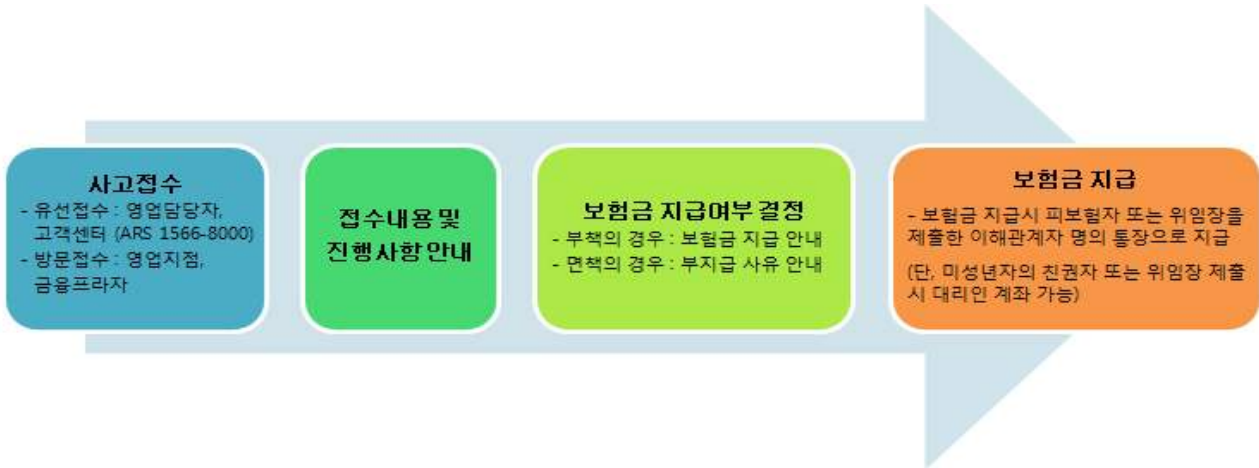 사고접수
- 유선접수 : 영업담당자,
고객센터 (ARS 1566-8000)
- 방문접수 : 영업지점,
금융프라자
접수내용 및
진행사항 안내
보험금 지급여부 결정
- 부책의 경우 : 보험금 지급 안내
- 면책의 경우 : 부지급 사유 안내
보험금 지급
- 보험금 지급시 피보험자 또는 위임장을
제출한 이해관계자 명의 통장으로 지급
(단, 미성년자의 친권자 또는 위임장 제출
시 대리인 계좌 가능)